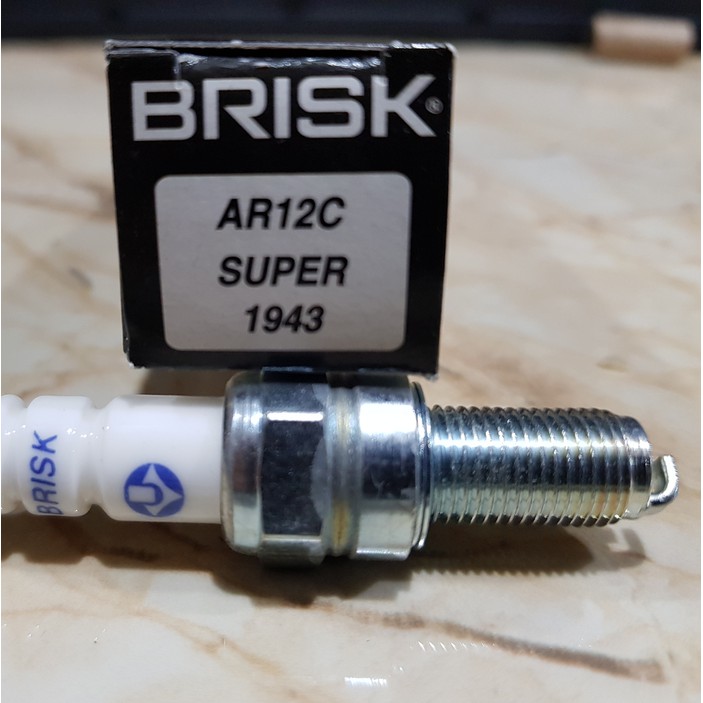 BRISK®
AR12C
SUPER
1943
BRISK